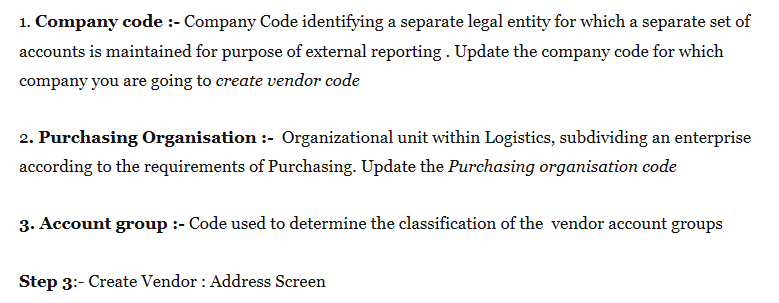 1. Company code :- Company Code identifying a separate legal entity for which a separate set of
accounts is maintained for purpose of external reporting . Update the company code for which
company you are going to create vendor code
2. Purchasing Organisation :-  Organizational unit within Logistics, subdividing an enterprise
according to the requirements of Purchasing. Update the Purchasing organisation code
3. Account group :- Code used to determine the classification of the  vendor account groups
Step 3:- Create Vendor : Address Screen